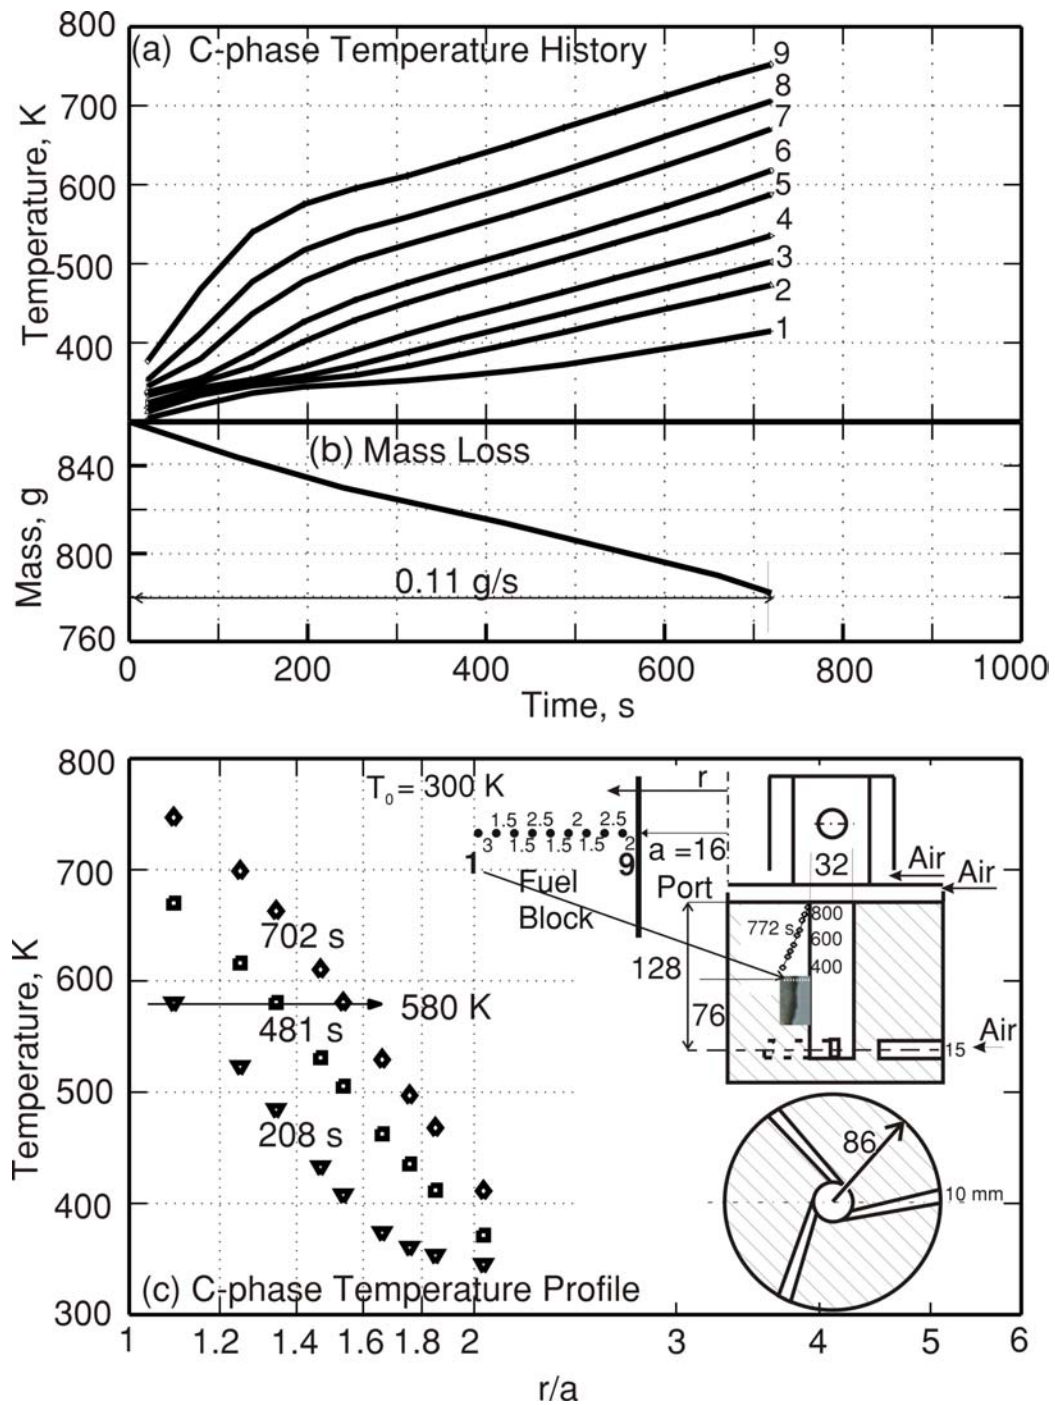 800
(a) C-phase Temperature History
9
8
700
7
6
600
5
4
500
3
2
400
1
Temperature, K
(b) Mass Loss
840
800
0.11 g/s
760
Mass, g
0 200 400 600 800 1000
Time, s
800
T0 = 300 K
r
1.5 2.5 2 2.5
3 1.5 1.5 1.5 2
1 9
a =16
Port
Fuel
Block
32
Air
Air
700
702 s
772 s
800
600
400
128
600
580 K
481 s
76
Air
15
500
208 s
86
10 mm
400
300
(c) C-phase Temperature Profile
Temperature, K
1 1.2 1.4 1.6 1.8 2 3 4 5 6
r/a